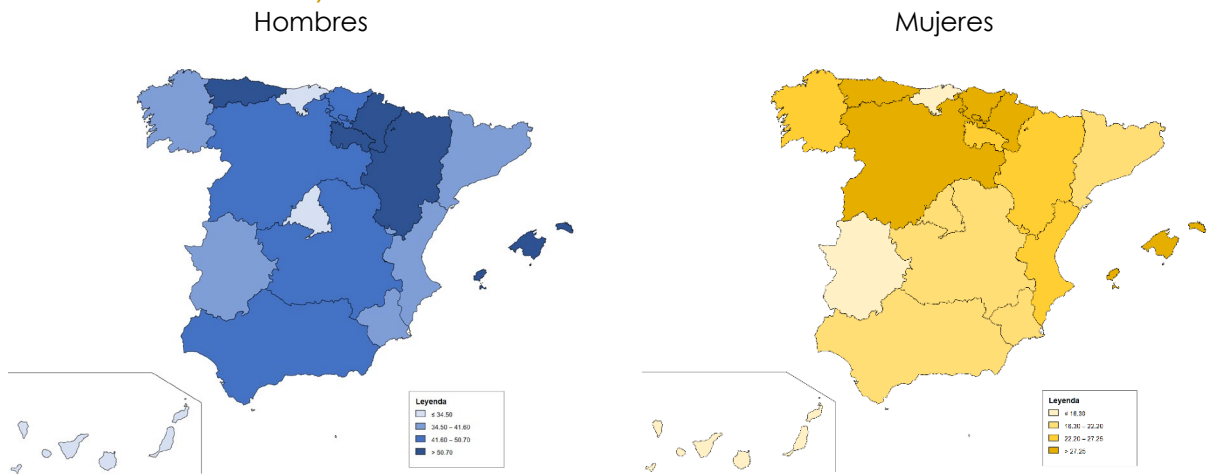 Hombres
Mujeres
Leyenda
≤ 34.50
34.50 – 41.60
41.60 – 50.70
> 50.70
Leyenda
≤ 18.30
18.30 – 22.20
22.20 – 27.25
> 27.25